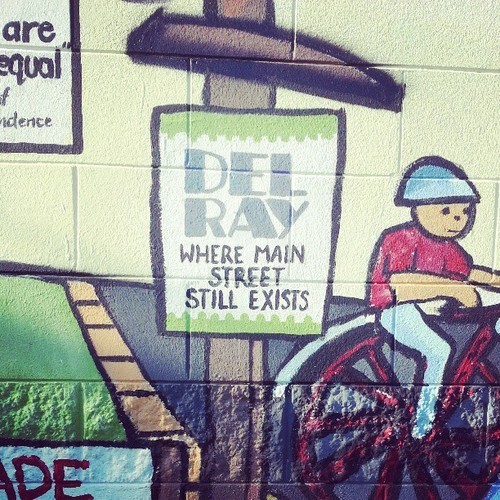 are
equal"
of
ndence
DEL
RAY
WHERE MAIN
STREET
STILL EXISTS
ADE